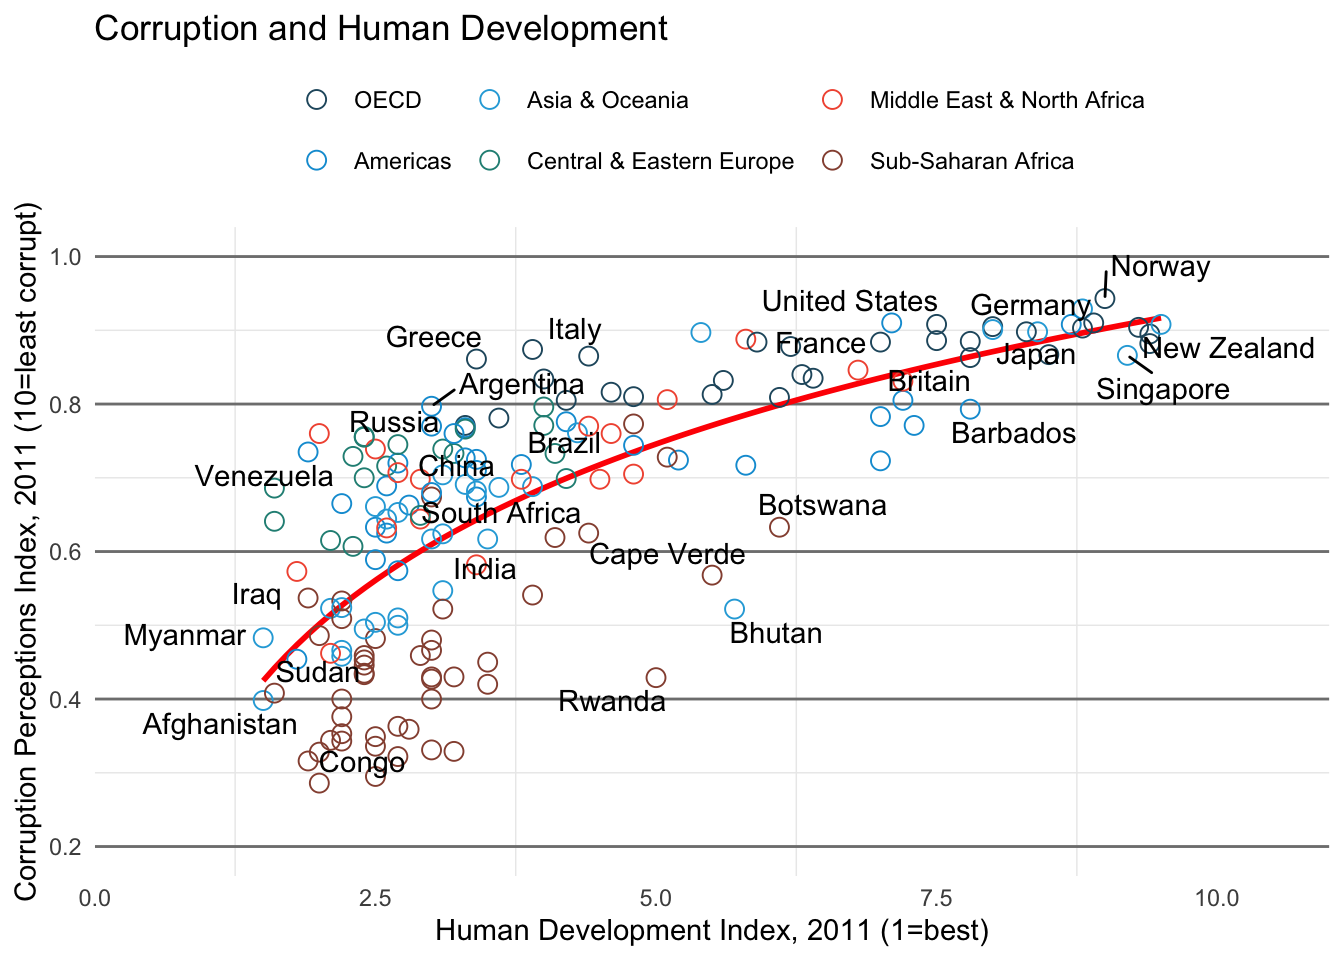 Corruption and Human Development
OECD
Asia & Oceania
Middle East & North Africa
Americas
Central & Eastern Europe
Sub-Saharan Africa
Corruption Perceptions Index, 2011 (10=least corrupt)
1.0
0.8
0.6
0.4
0.2
Norway
United States
Germany
Greece
Italy
France
Japan
New Zealand
Singapore
Argentina
Britain
Russia
Barbados
Brazil
China
Venezuela
South Africa
Botswana
Cape Verde
India
Iraq
Myanmar
Bhutan
Sudan
Rwanda
Afghanistan
Congo
0.0
2.5
5.0
7.5
10.0
Human Development Index, 2011 (1=best)